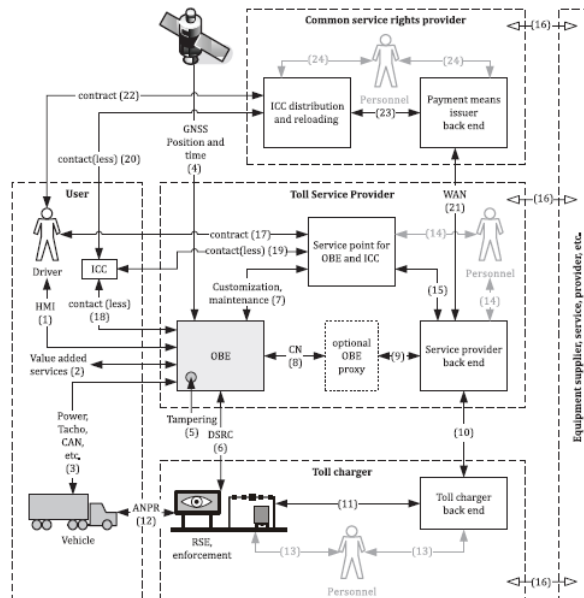 Common service rights provider
(16)
(24)
(24)
Personnel
contract (22)
ICC distribution
and reloading
(23)
Payment means
issuer
back end
GNSS
Position and
time
(4)
contact(less) (20)
User
Toll Service Provider
WAN
(21)
(16)
contract (17)
Service point for
OBE and ICC
(14)
Driver
ICC
contact(less) (19)
Personnel
HMI
(1)
contact (less)
(18)
Customization,
maintenance (7)
(15)
(14)
Value added
services (2)
OBE
CN
(8)
optional
OBE
proxy
(9)
Service provider
back end
Power,
Tacho,
CAN,
etc.
(3)
Tampering
(5)
DSRC
(6)
(10)
Toll charger
ANPR
(12)
(11)
Toll charger
back end
Vehicle
RSE,
enforcement
(13)
(13)
Personnel
(16)
Equipment supplier, service, provider, etc.